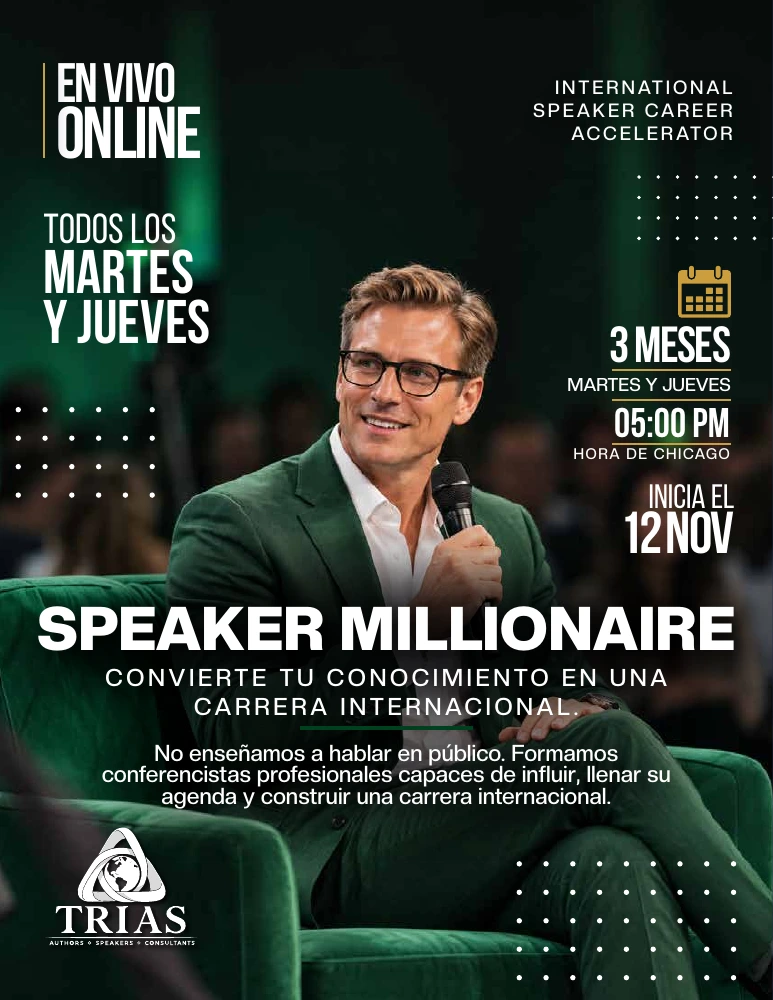 EN VIVO
ONLINE
INTERNATIONAL
SPEAKER CAREER
ACCELERATOR
TODOS LOS
MARTES
Y JUEVES
3 MESES
MARTES Y JUEVES
05:00 PM
HORA DE CHICAGO
INICIA EL
12 NOV
SPEAKER MILLIONAIRE
CONVIERTE TU CONOCIMIENTO EN UNA
CARRERA INTERNACIONAL.
No enseñamos a hablar en público. Formamos
conferencistas profesionales capaces de influir, llenar su
agenda y construir una carrera internacional.
TRIAS
AUTHORS ⋄ SPEAKERS ⋄ CONSULTANTS